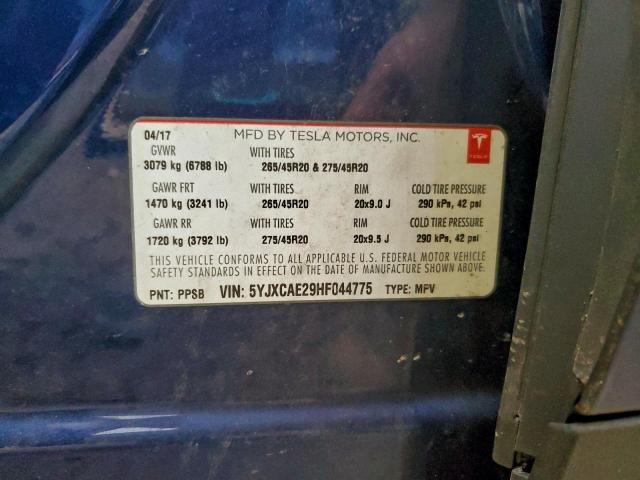 04/17 MFD BY TESLA MOTORS, INC.
GVWR WITH TIRES
3079 kg (6788 lb) 265/45R20 & 275/45R20
TESLA
GAWR FRT WITH TIRES RIM COLD TIRE PRESSURE
1470 kg (3241 lb) 265/45R20 20x9.0 J 290 kPa, 42 psi
GAWR RR WITH TIRES RIM COLD TIRE PRESSURE
1720 kg (3792 lb) 275/45R20 20x9.5 J 290 kPa, 42 psi
THIS VEHICLE CONFORMS TO ALL APPLICABLE U.S. FEDERAL MOTOR VEHICLE
SAFETY STANDARDS IN EFFECT ON THE DATE OF MANUFACTURE SHOWN ABOVE.
PNT: PPSB VIN: 5YJXCAE29HF044775 TYPE: MPV